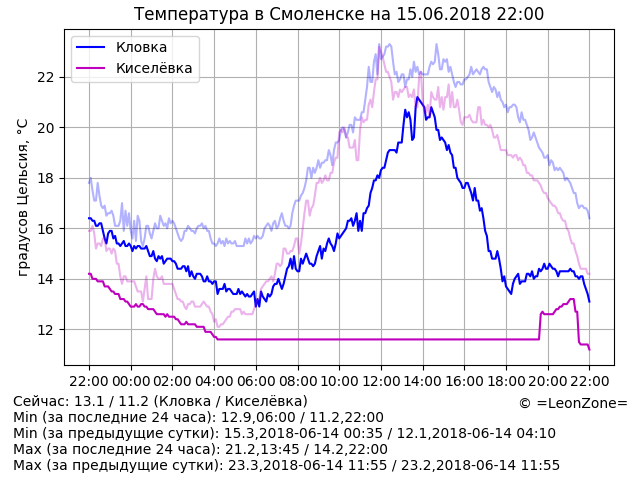 Температура в Смоленске на 15.06.2018 22:00
Кловка
Киселёвка
градусов Цельсия, °C
22
20
18
16
14
12
22:00 00:00 02:00 04:00 06:00 08:00 10:00 12:00 14:00 16:00 18:00 20:00 22:00
Сейчас: 13.1 / 11.2 (Кловка / Киселёвка)
© =LeonZone=
Min (за последние 24 часа): 12.9,06:00 / 11.2,22:00
Min (за предыдущие сутки): 15.3,2018-06-14 00:35 / 12.1,2018-06-14 04:10
Max (за последние 24 часа): 21.2,13:45 / 14.2,22:00
Max (за предыдущие сутки): 23.3,2018-06-14 11:55 / 23.2,2018-06-14 11:55